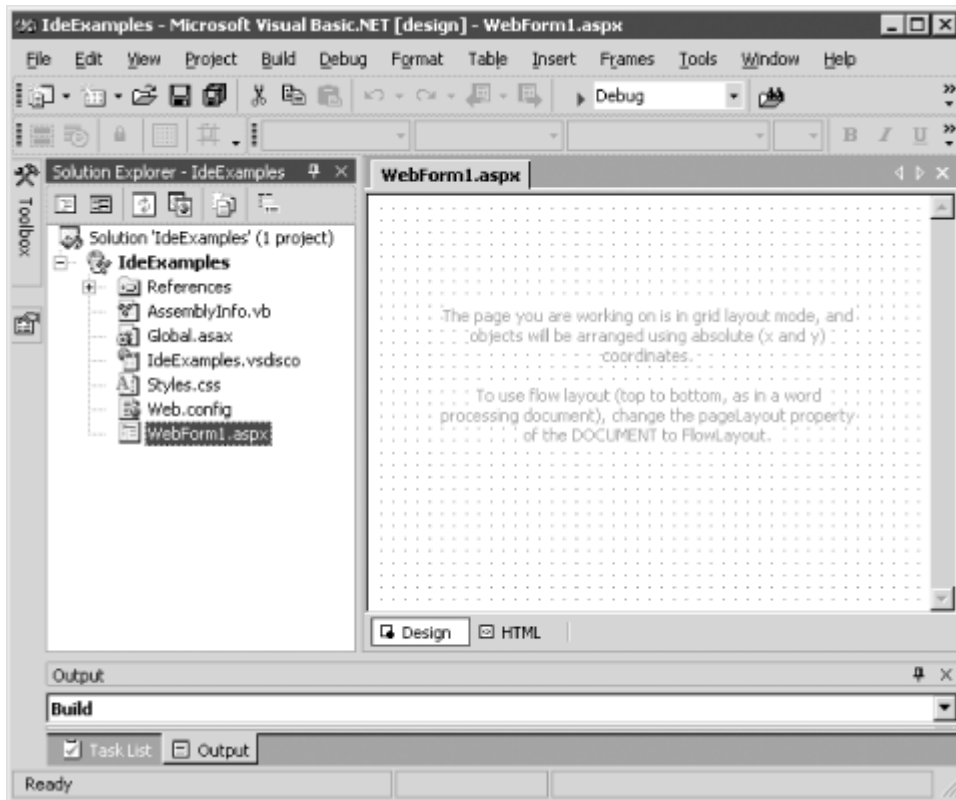 IdeExamples - Microsoft Visual Basic.NET [design] - WebForm1.aspx
File Edit View Project Build Debug Format Table Insert Frames Tools Window Help
Debug
B I U
Toolbox
Solution Explorer - IdeExamples
Solution 'IdeExamples' (1 project)
IdeExamples
References
AssemblyInfo.vb
Global.asax
IdeExamples.vsdisco
Styles.css
Web.config
WebForm1.aspx
WebForm1.aspx
The page you are working on is in grid layout mode, and
objects will be arranged using absolute (x and y)
coordinates.
To use flow layout (top to bottom, as in a word
processing document), change the pageLayout property
of the DOCUMENT to FlowLayout.
Design HTML
Output
Build
Task List Output
Ready